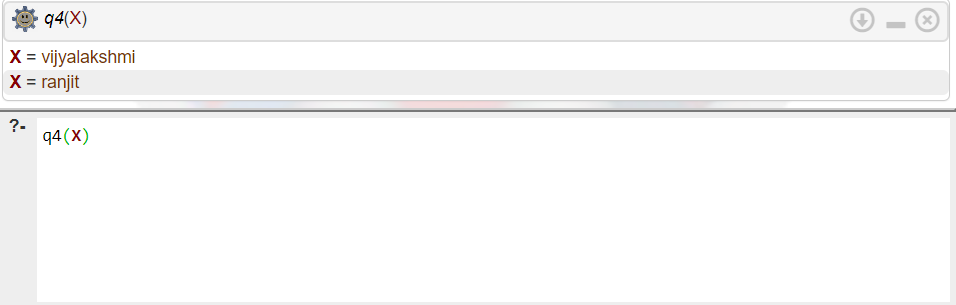 q4(X)
X = vijyalakshmi
X = ranjit
?- q4(X)